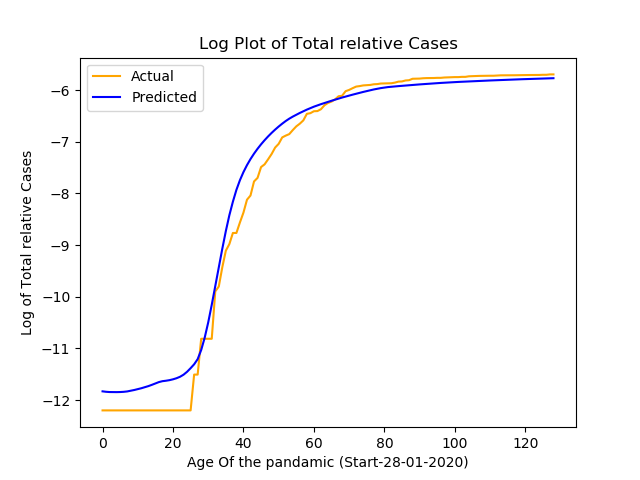 Log Plot of Total relative Cases
Actual
Predicted
Log of Total relative Cases
−6
−7
−8
−9
−10
−11
−12
0 20 40 60 80 100 120
Age Of the pandamic (Start-28-01-2020)